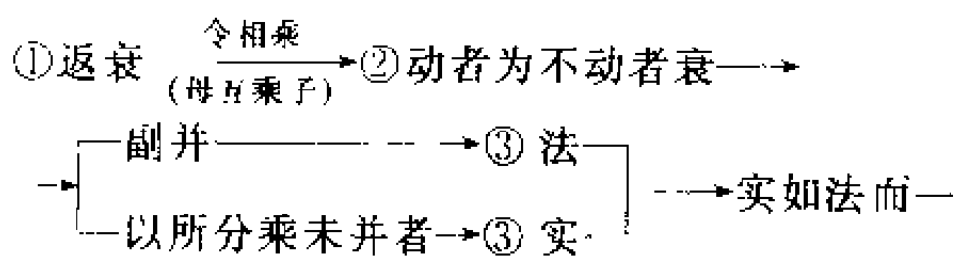 令相乘
①返衰 ②动者为不动者衰
(母互乘子)
副并 ③法
实如法而一
以所分乘未并者 ③实